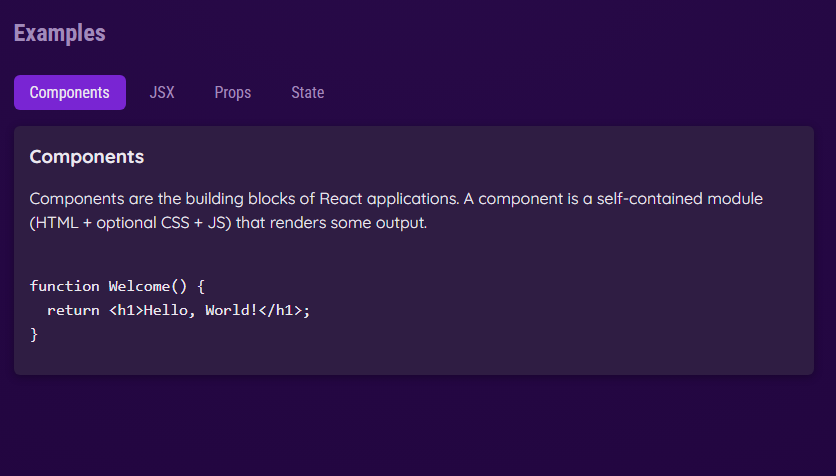 Examples
Components JSX Props State
Components
Components are the building blocks of React applications. A component is a self-contained module
(HTML + optional CSS + JS) that renders some output.
function Welcome() {
  return <h1>Hello, World!</h1>;
}